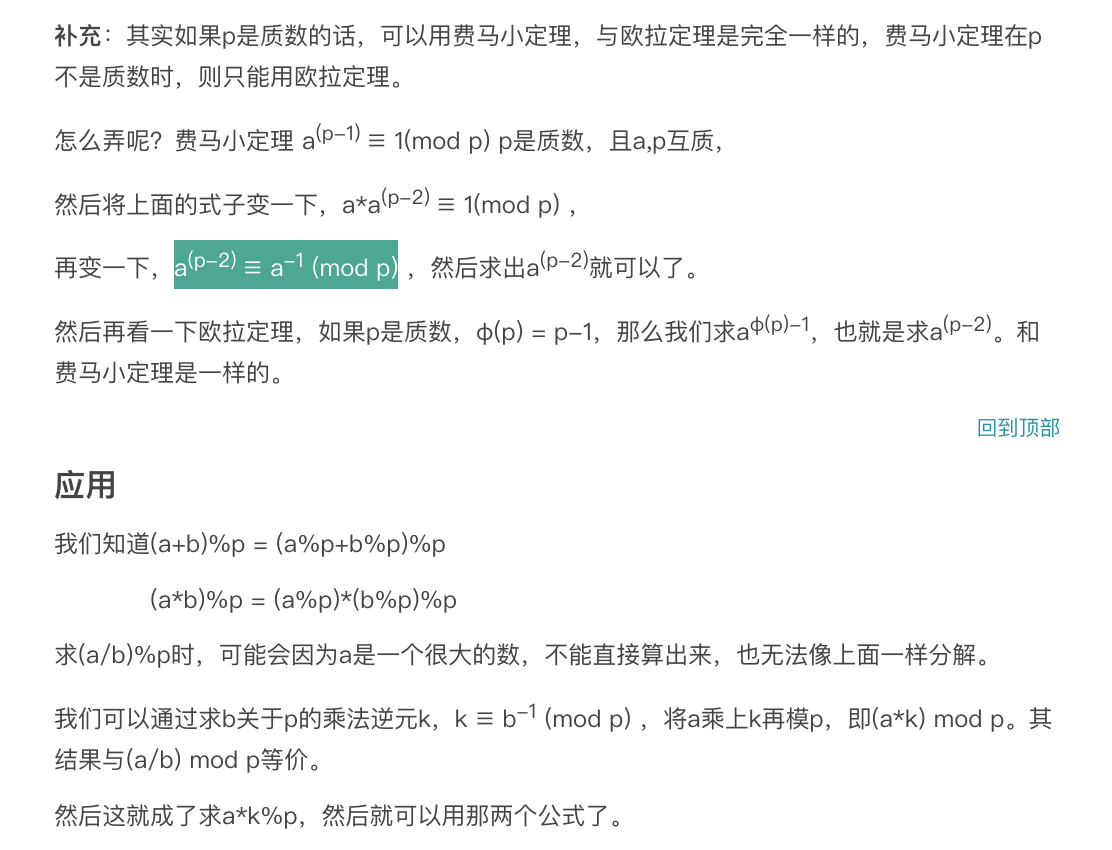 补充：其实如果p是质数的话，可以用费马小定理，与欧拉定理是完全一样的，费马小定理在p
不是质数时，则只能用欧拉定理。
怎么弄呢？费马小定理 a^(p−1) ≡ 1(mod p) p是质数，且a,p互质，
然后将上面的式子变一下，a*a^(p−2) ≡ 1(mod p) ，
再变一下，a^(p−2) ≡ a^−1 (mod p) ，然后求出a^(p−2)就可以了。
然后再看一下欧拉定理，如果p是质数，φ(p) = p−1，那么我们求a^φ(p)−1，也就是求a^(p−2)。和
费马小定理是一样的。
回到顶部
应用
我们知道(a+b)%p = (a%p+b%p)%p
(a*b)%p = (a%p)*(b%p)%p
求(a/b)%p时，可能会因为a是一个很大的数，不能直接算出来，也无法像上面一样分解。
我们可以通过求b关于p的乘法逆元k，k ≡ b^−1 (mod p) ，将a乘上k再模p，即(a*k) mod p。其
结果与(a/b) mod p等价。
然后这就成了求a*k%p，然后就可以用那两个公式了。